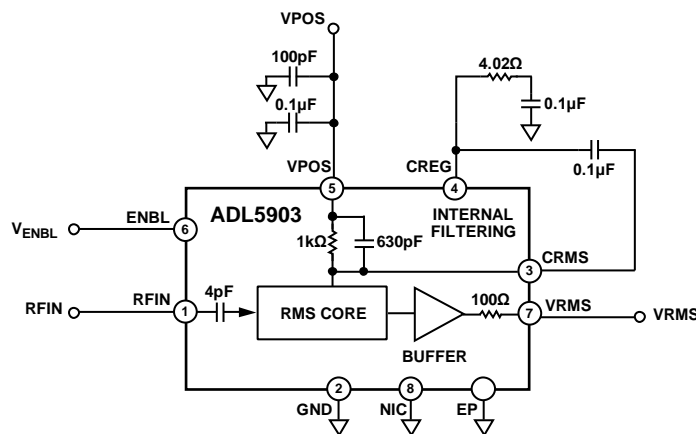 VPOS
100pF
4.02Ω
0.1µF
0.1µF
0.1µF
VPOS
CREG
5
4
ADL5903
INTERNAL
FILTERING
ENBL
VENBL
6
1kΩ
630pF
CRMS
3
RFIN
RFIN
4pF
1
RMS CORE
100Ω
VRMS
7
VRMS
BUFFER
2
8
GND
NIC
EP